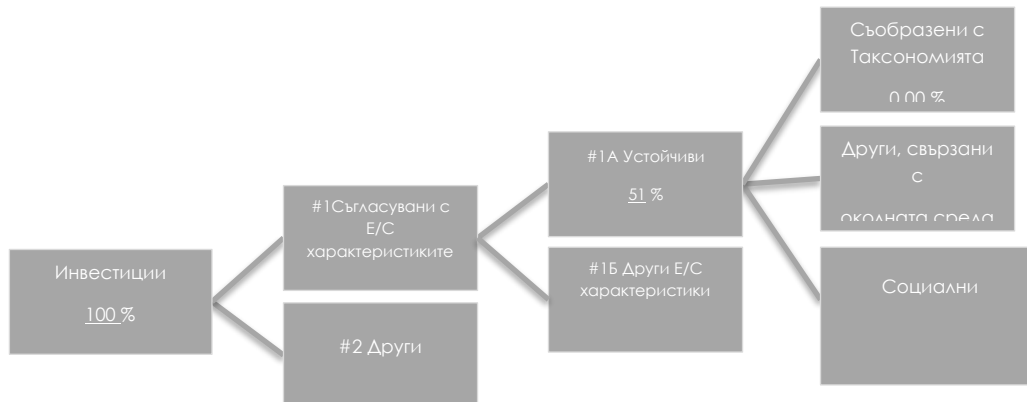 Съобразени с
Таксономията
0,00 %
#1А Устойчиви
51 %
Други, свързани
с
околната среда
#1Съгласувани с
Е/С
характеристиките
#1Б Други Е/С
характеристики
Инвестиции
100 %
Социални
#2 Други